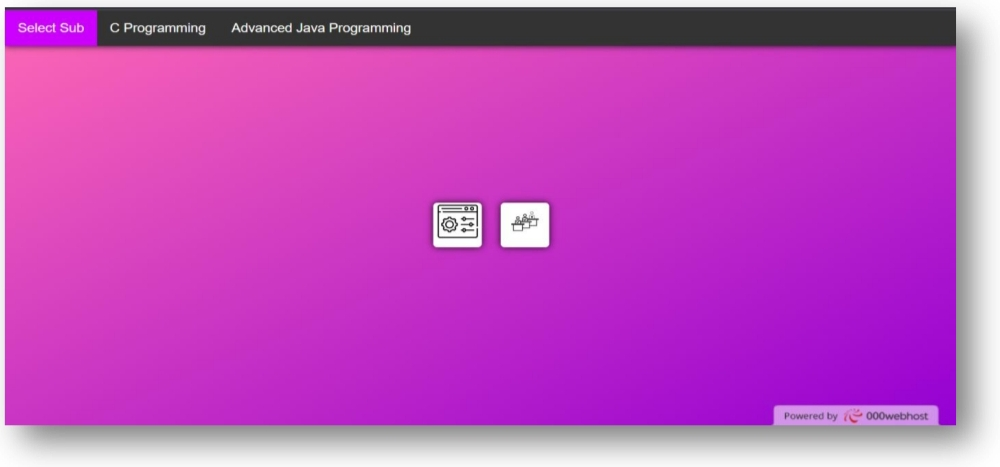 Select Sub C Programming Advanced Java Programming
Powered by 000webhost